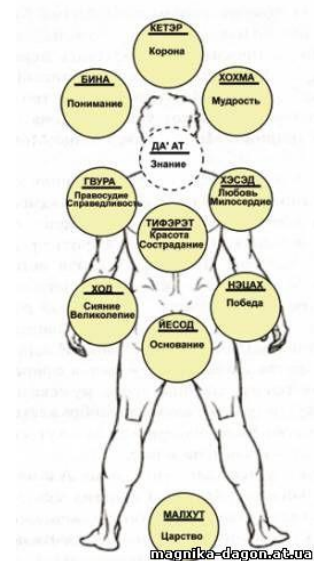 КЕТЭР
Корона
БИНА
Понимание
ХОХМА
Мудрость
ДА' АТ
Знание
ГВУРА
Правосудие
Справедливость
ХЭСЭД
Любовь
Милосердие
ТИФЭРЭТ
Красота
Сострадание
ХОД
Сияние
Великолепие
НЭЦАХ
Победа
ЙЕСОД
Основание
МАЛХУТ
Царство
magnika-dagon.at.ua